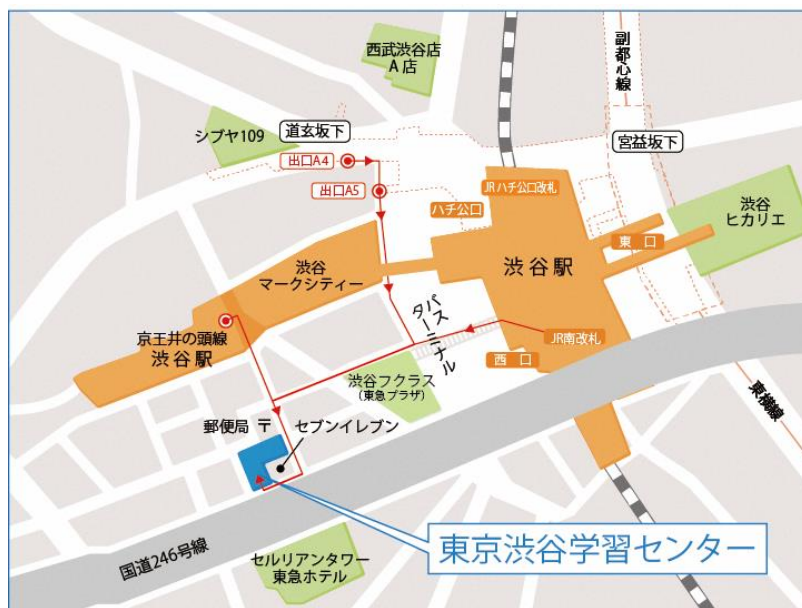 西武渋谷店
A店
副都心線
シブヤ109
道玄坂下
宮益坂下
出口A4
出口A5
JRハチ公口改札
ハチ公口
渋谷
ヒカリエ
渋谷
マークシティー
渋谷駅
東 口
バス
ターミナル
京王井の頭線
渋谷駅
JR南改札
西 口
渋谷フクラス
(東急プラザ)
東横線
郵便局 〒
セブンイレブン
東京渋谷学習センター
国道246号線
セルリアンタワー
東急ホテル